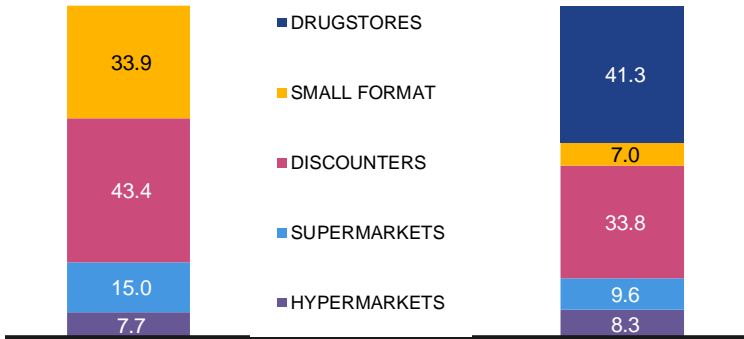 33.9
43.4
15.0
7.7
DRUGSTORES
SMALL FORMAT
DISCOUNTERS
SUPERMARKETS
HYPERMARKETS
41.3
7.0
33.8
9.6
8.3